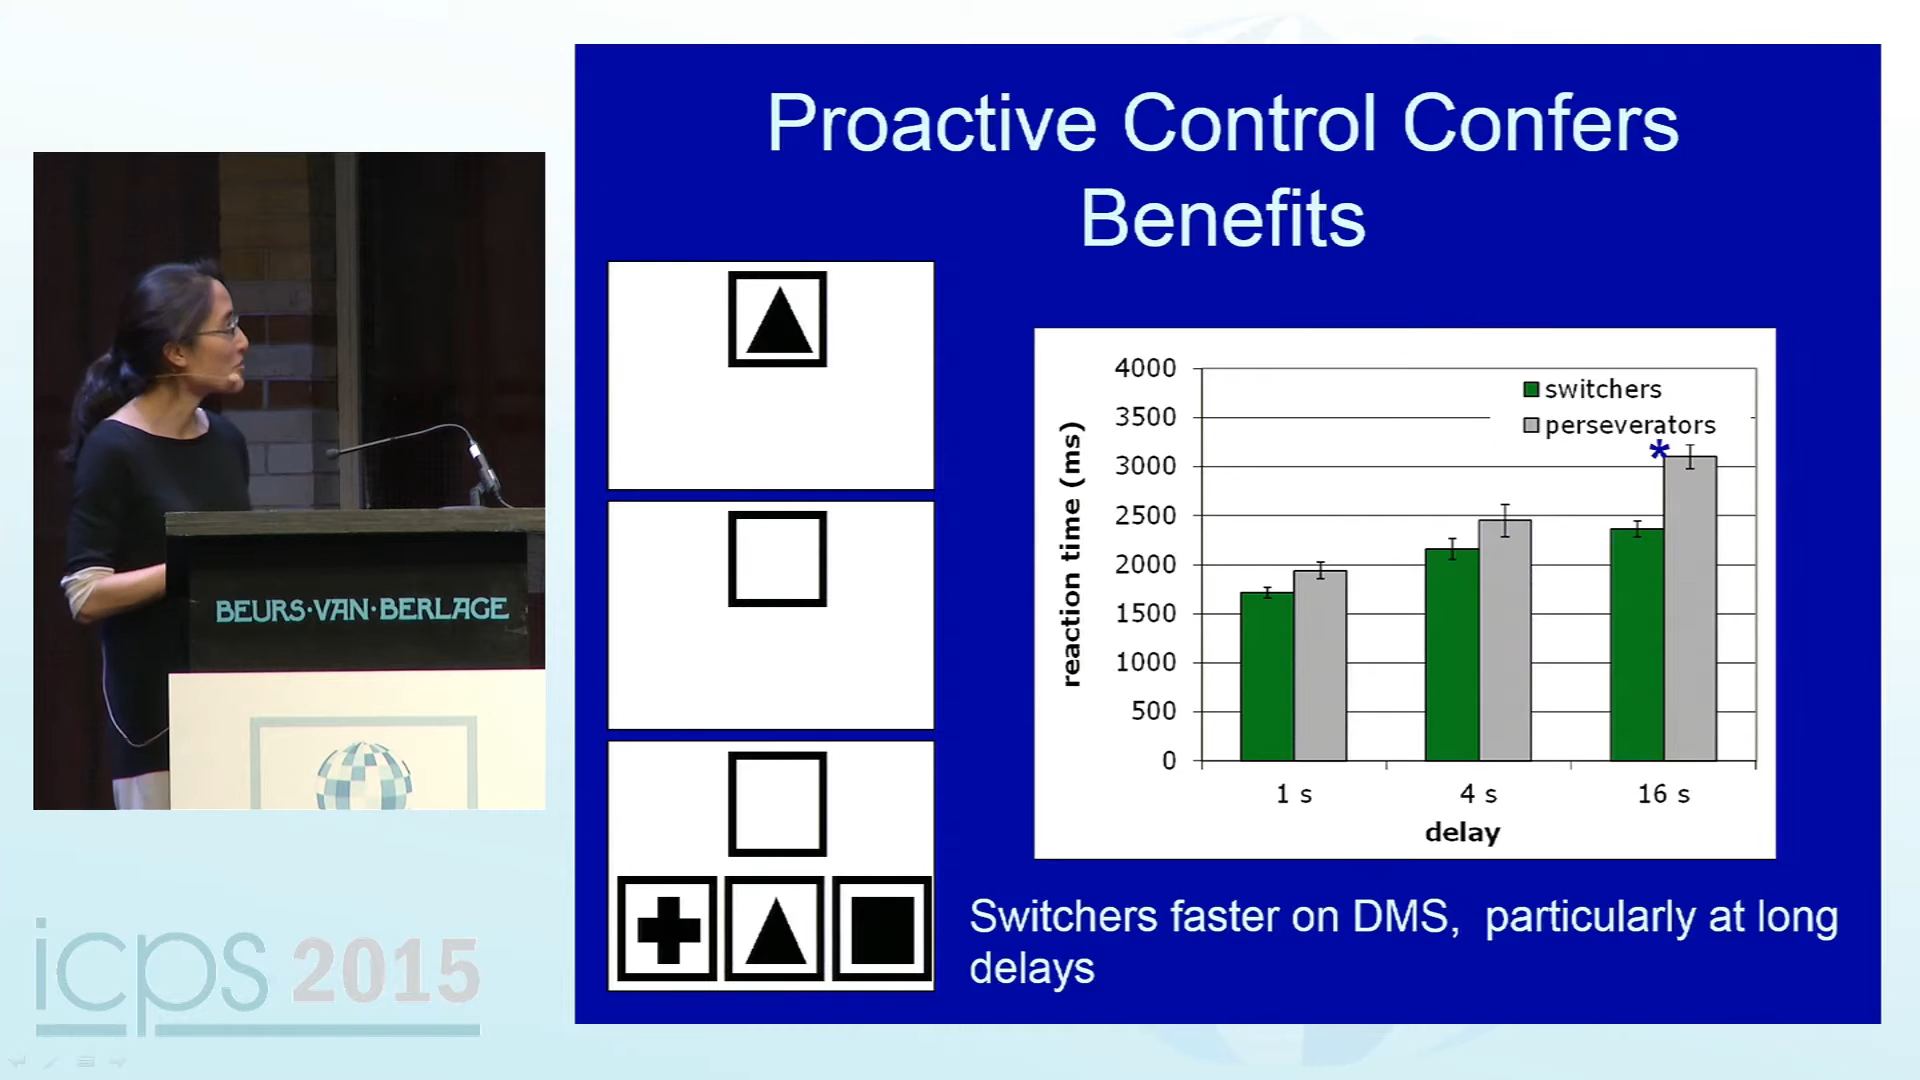 Proactive Control Confers
Benefits
4000
3500
3000
2500
2000
1500
1000
500
0
reaction time (ms)
switchers
perseverators
*
1 s
4 s
16 s
delay
Switchers faster on DMS, particularly at long
delays
BEURS·VAN·BERLAGE
icps 2015